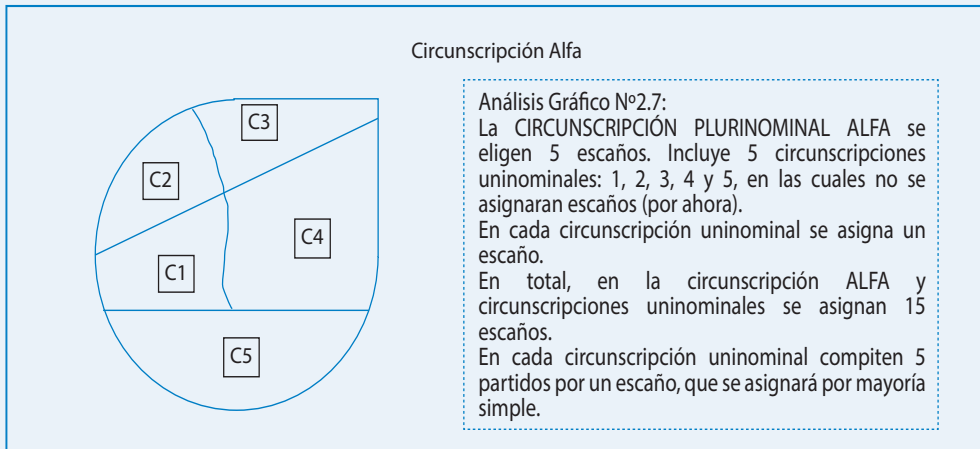 Circunscripción Alfa
C3
C2
C4
C1
C5
Análisis Gráfico Nº2.7:
La CIRCUNSCRIPCIÓN PLURINOMINAL ALFA se
eligen 5 escaños. Incluye 5 circunscripciones
uninominales: 1, 2, 3, 4 y 5, en las cuales no se
asignaran escaños (por ahora).
En cada circunscripción uninominal se asigna un
escaño.
En total, en la circunscripción ALFA y
circunscripciones uninominales se asignan 15
escaños.
En cada circunscripción uninominal compiten 5
partidos por un escaño, que se asignará por mayoría
simple.